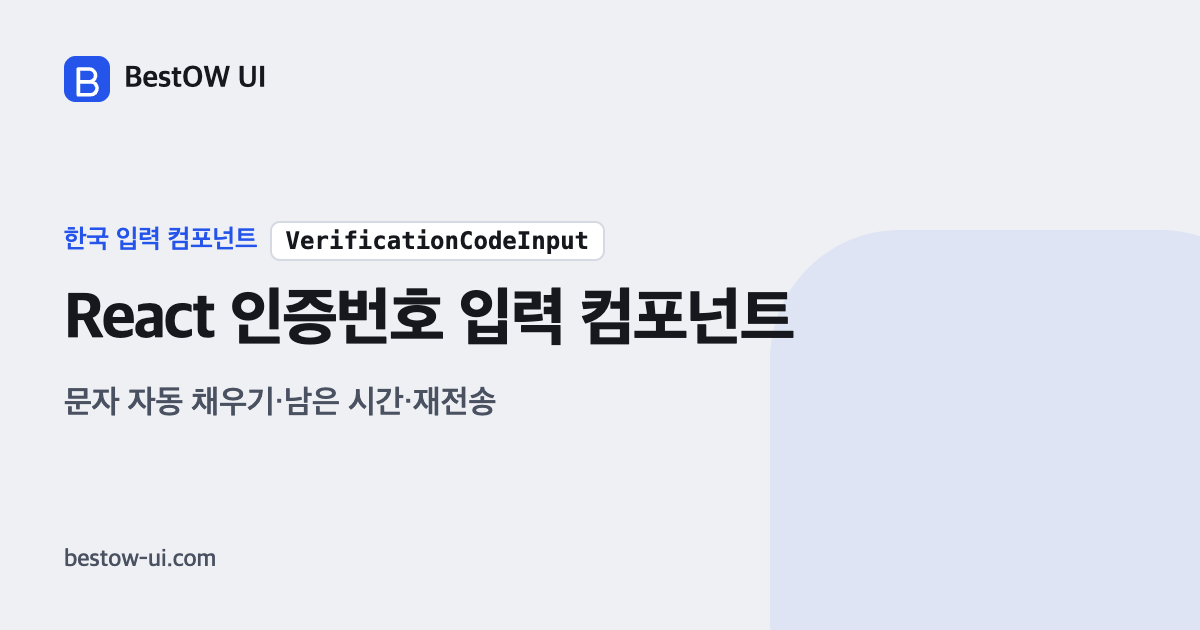 B BestOW UI
한국 입력 컴포넌트 VerificationCodeInput
React 인증번호 입력 컴포넌트
문자 자동 채우기·남은 시간·재전송
bestow-ui.com